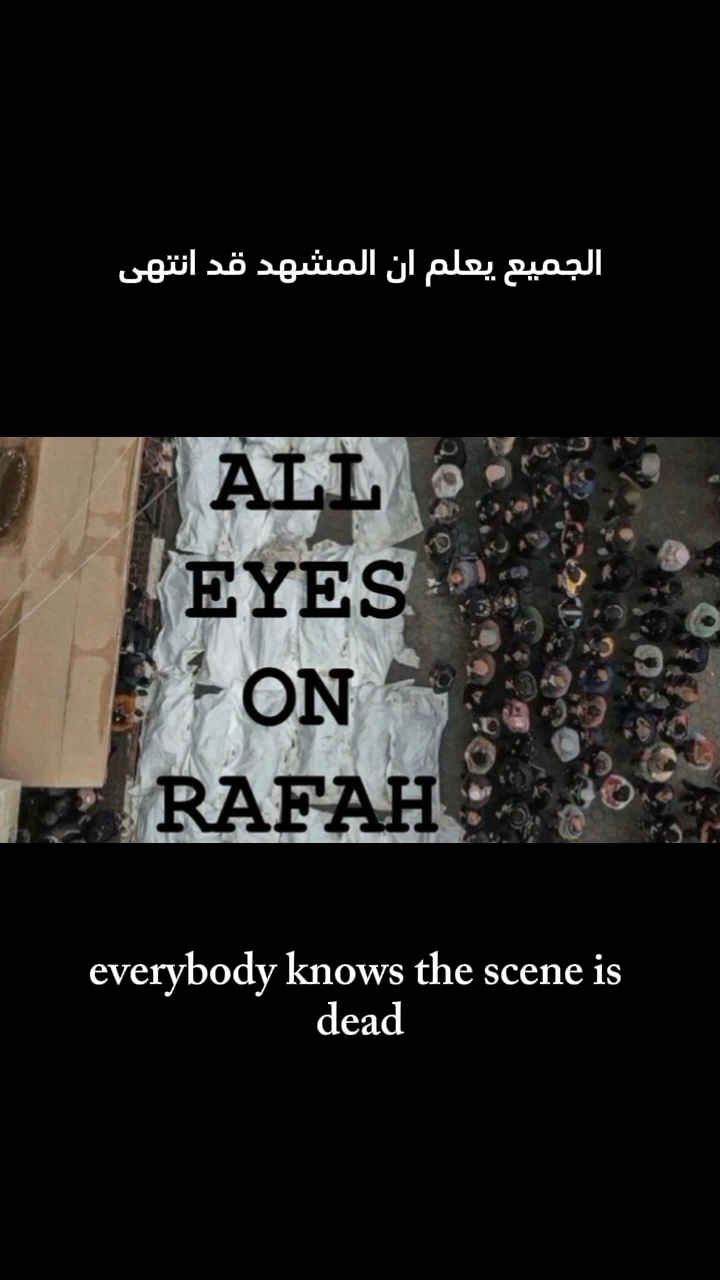 الجميع يعلم ان المشهد قد انتهى
ALL
EYES
ON
RAFAH
everybody knows the scene is
dead